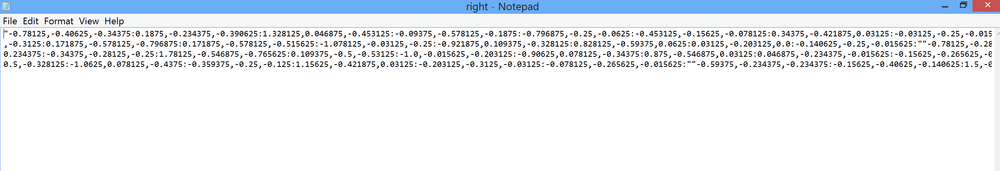 right - Notepad
File Edit Format View Help
"-0.78125,-0.40625,-0.34375:0.1875,-0.234375,-0.390625:1.328125,0.046875,-0.453125:-0.09375,-0.578125,-0.1875:-0.796875,-0.25,-0.0625:-0.453125,-0.15625,-0.078125:0.34375,-0.421875,0.03125:-0.03125,-0.25,-0.015
,-0.3125:0.171875,-0.578125,-0.796875:0.171875,-0.578125,-0.515625:-1.078125,-0.03125,-0.25:-0.921875,0.109375,-0.328125:0.828125,-0.59375,0.0625:0.03125,-0.203125,0.0:-0.140625,-0.25,-0.015625:""-0.78125,-0.28
0.234375:-0.34375,-0.28125,-0.25:1.78125,-0.546875,-0.765625:0.109375,-0.5,-0.53125:-1.0,-0.015625,-0.203125:-0.90625,0.078125,-0.34375:0.875,-0.546875,0.03125:0.046875,-0.234375,-0.015625:-0.15625,-0.265625,-0
0.5,-0.328125:-1.0625,0.078125,-0.4375:-0.359375,-0.25,-0.125:1.15625,-0.421875,0.03125:-0.203125,-0.3125,-0.03125:-0.078125,-0.265625,-0.015625:""-0.59375,-0.234375,-0.234375:-0.15625,-0.40625,-0.140625:1.5,-0